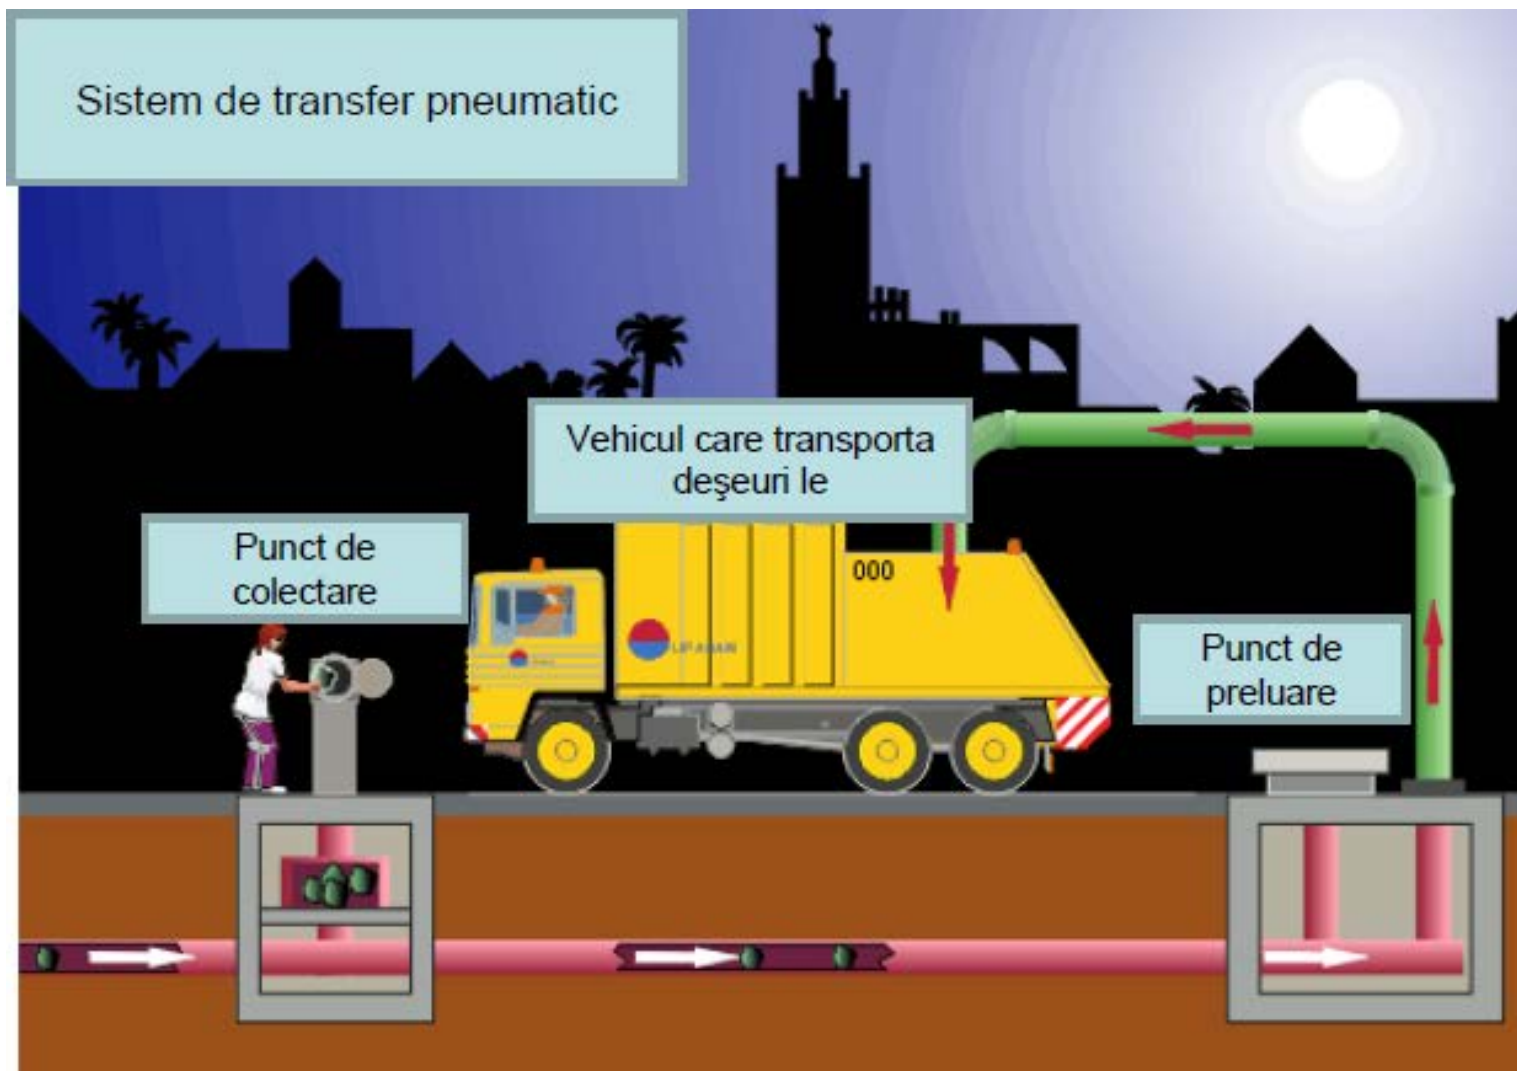 Sistem de transfer pneumatic
Vehicul care transporta
deşeuri le
Punct de
colectare
000
Punct de
preluare